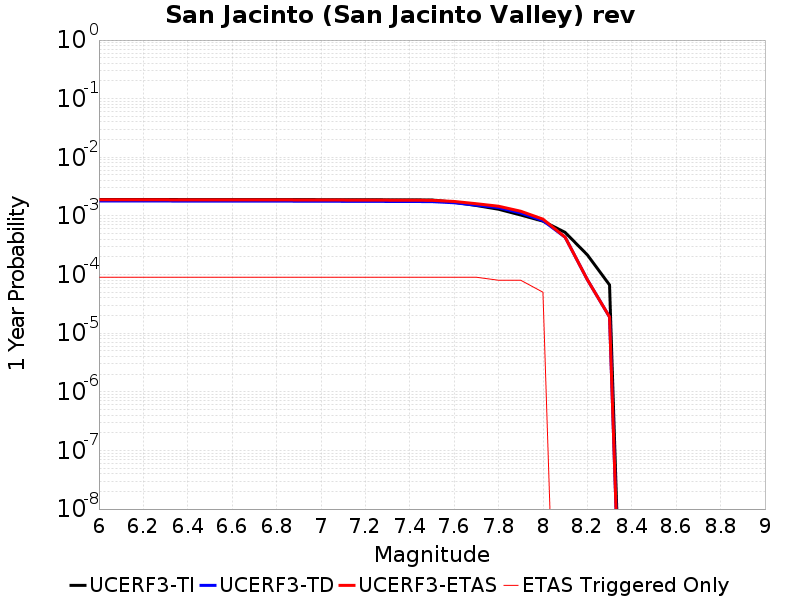 San Jacinto (San Jacinto Valley) rev
1 Year Probability
10^0
10^-1
10^-2
10^-3
10^-4
10^-5
10^-6
10^-7
10^-8
6 6.2 6.4 6.6 6.8 7 7.2 7.4 7.6 7.8 8 8.2 8.4 8.6 8.8 9
Magnitude
UCERF3-TI UCERF3-TD UCERF3-ETAS ETAS Triggered Only